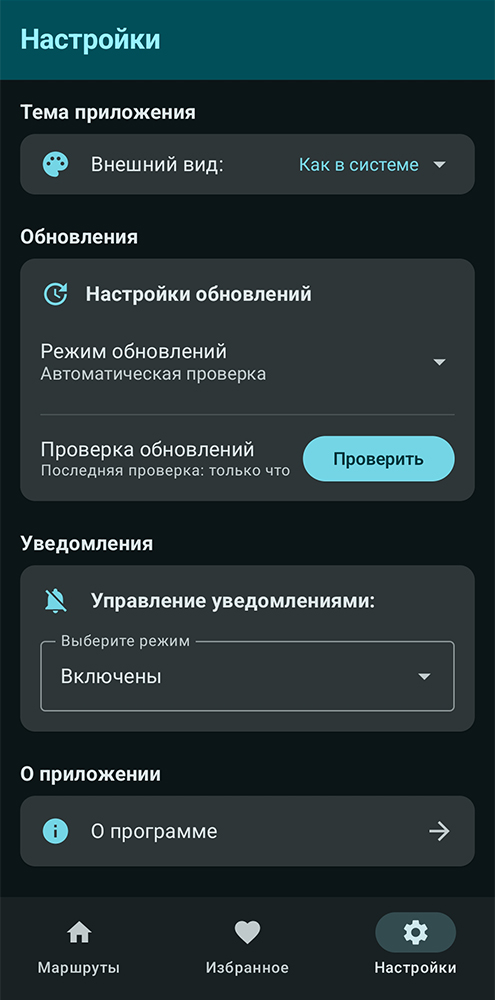 Настройки
Тема приложения
Внешний вид:
Как в системе
Обновления
Настройки обновлений
Режим обновлений
Автоматическая проверка
Проверка обновлений
Последняя проверка: только что
Проверить
Уведомления
Управление уведомлениями:
Выберите режим
Включены
О приложении
О программе
Маршруты
Избранное
Настройки